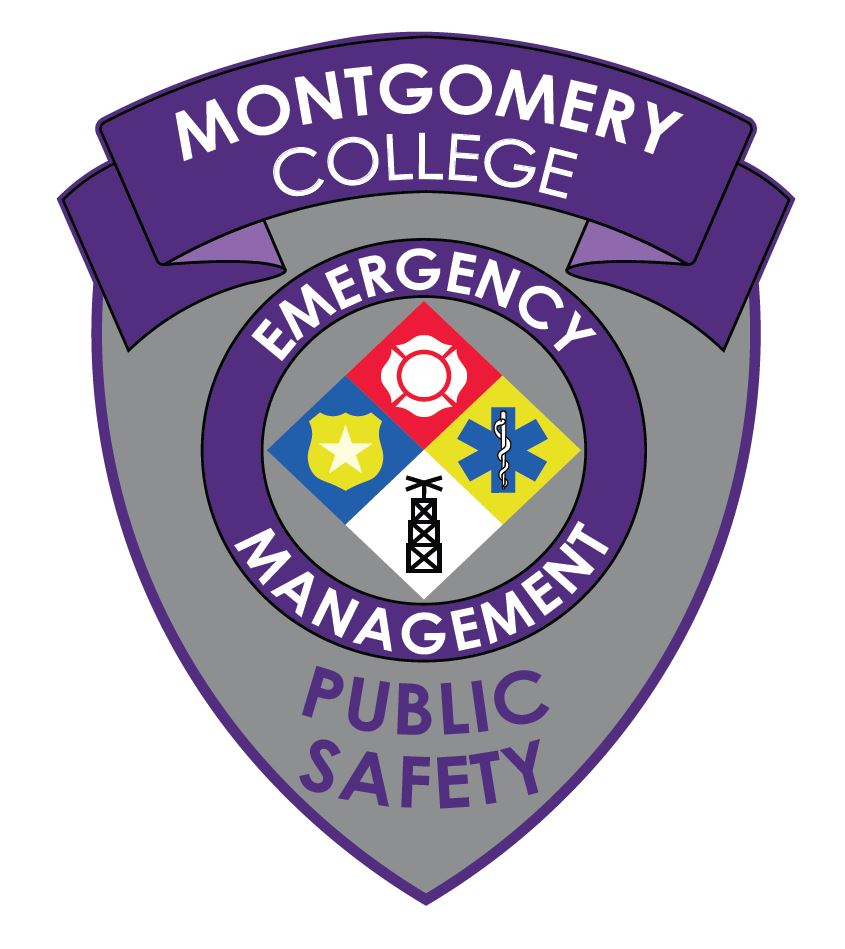 MONTGOMERY
COLLEGE
EMERGENCY
MANAGEMENT
PUBLIC
SAFETY